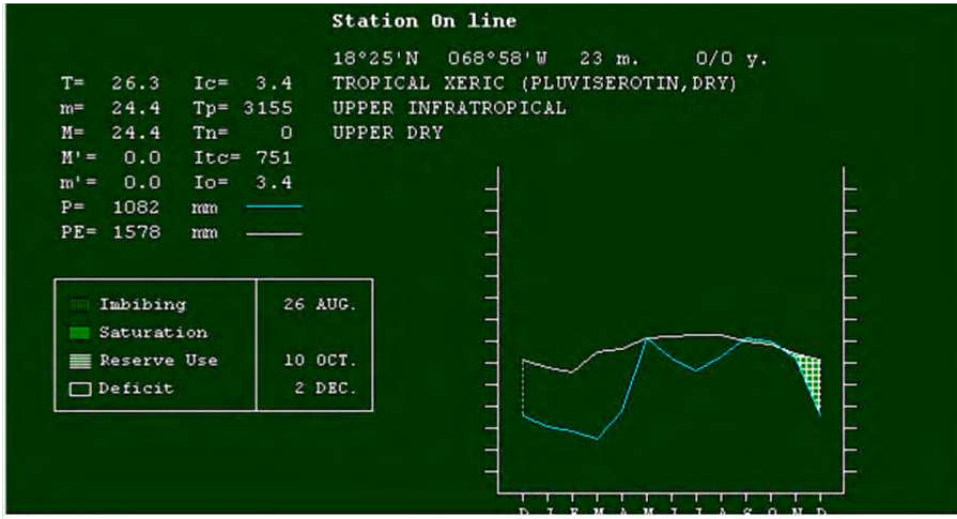 Station On line
18°25'N 068°58'W 23 m. 0/0 y.
T= 26.3 Ic= 3.4 TROPICAL XERIC (PLUVISEROTIN,DRY)
m= 24.4 Tp= 3155 UPPER INFRATROPICAL
M= 24.4 Tn= 0 UPPER DRY
M'= 0.0 Itc= 751
m'= 0.0 Io= 3.4
P= 1082 mm
PE= 1578 mm
Imbibing 26 AUG.
Saturation
Reserve Use 10 OCT.
Deficit 2 DEC.
D J F M A M J J A S O N D